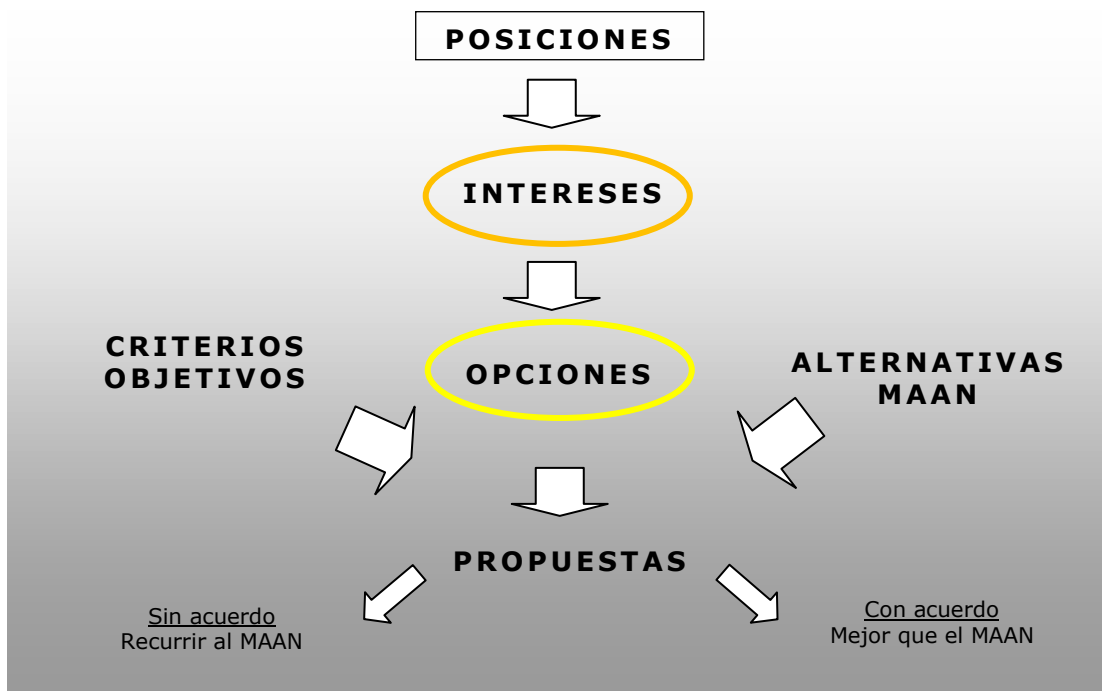 POSICIONES
INTERESES
CRITERIOS
OBJETIVOS
OPCIONES
ALTERNATIVAS
MAAN
PROPUESTAS
Sin acuerdo
Recurrir al MAAN
Con acuerdo
Mejor que el MAAN